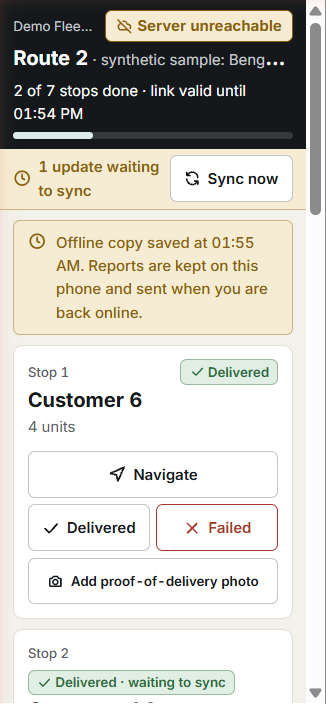 Demo Flee...
Server unreachable
Route 2 · synthetic sample: Beng...
2 of 7 stops done · link valid until
01:54 PM
1 update waiting
to sync
Sync now
Offline copy saved at 01:55
AM. Reports are kept on this
phone and sent when you are
back online.
Stop 1
Delivered
Customer 6
4 units
Navigate
Delivered
Failed
Add proof-of-delivery photo
Stop 2
Delivered · waiting to sync